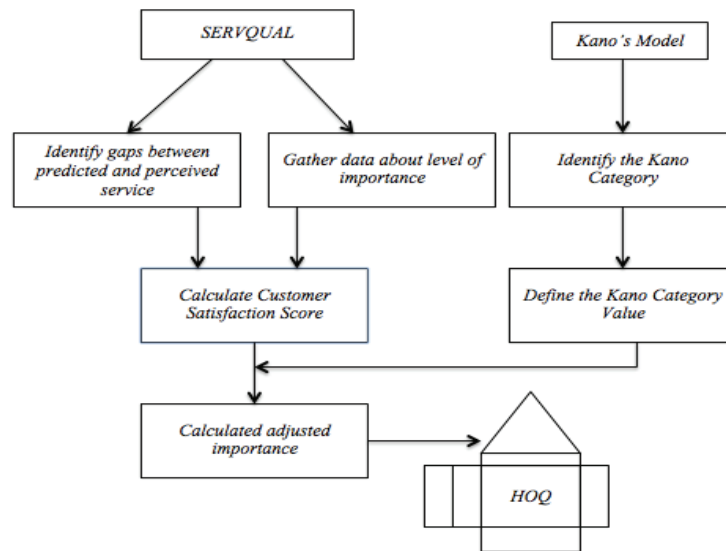 SERVQUAL
Kano's Model
Identify gaps between
predicted and perceived
service
Gather data about level of
importance
Identify the Kano
Category
Calculate Customer
Satisfaction Score
Define the Kano Category
Value
Calculated adjusted
importance
HOQ